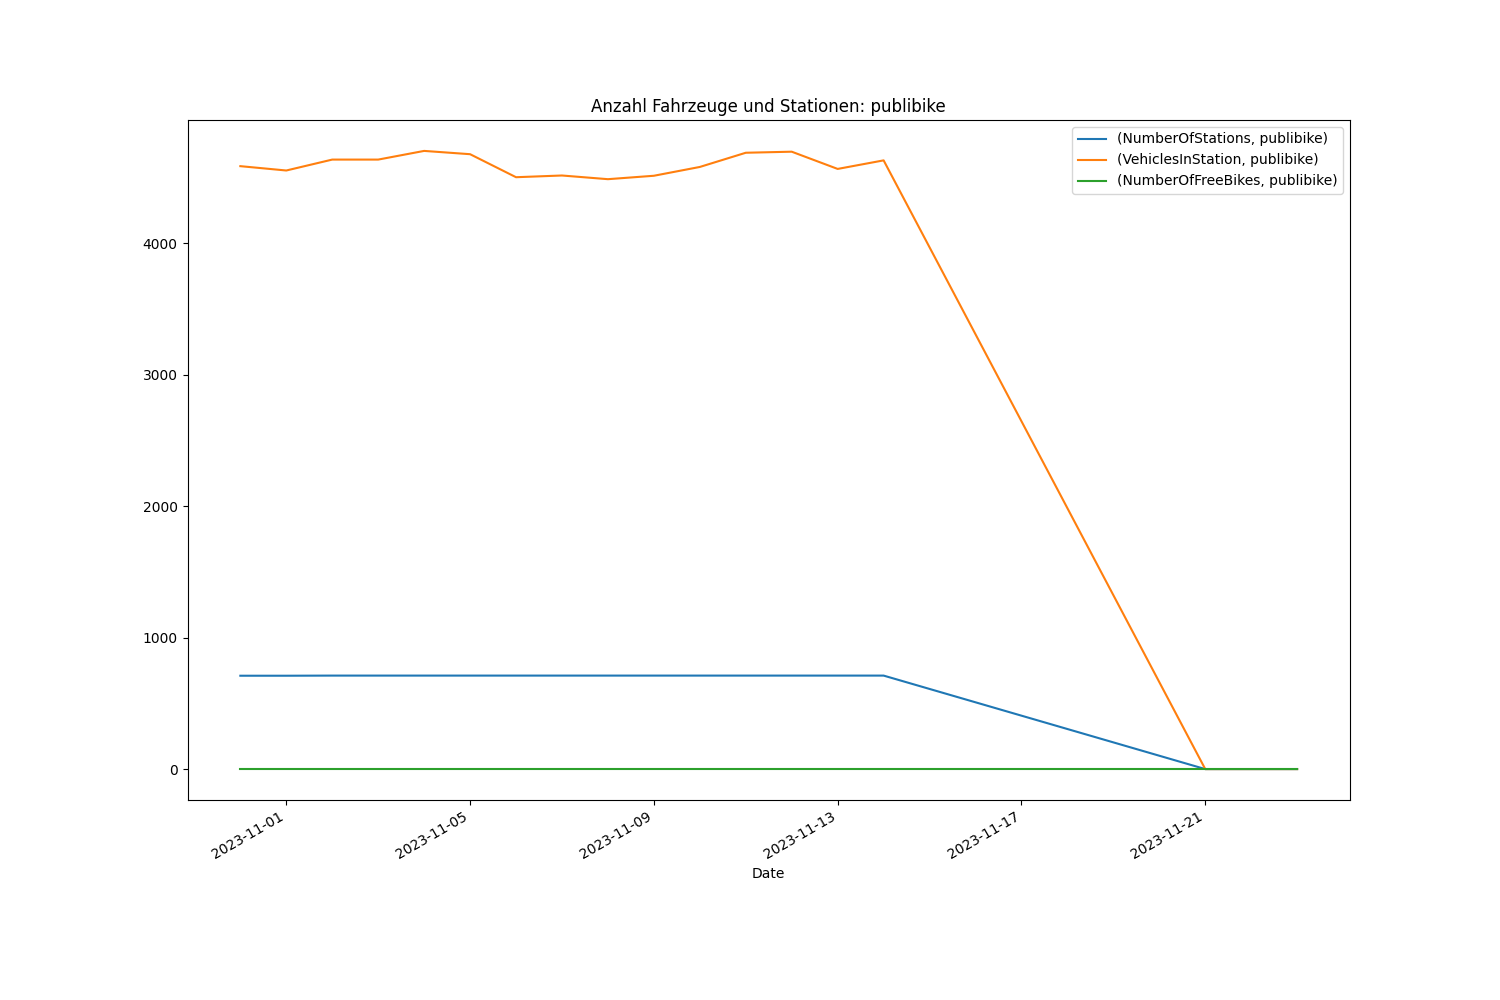 Anzahl Fahrzeuge und Stationen: publibike
(NumberOfStations, publibike)
(VehiclesInStation, publibike)
(NumberOfFreeBikes, publibike)
4000
3000
2000
1000
0
2023-11-01
2023-11-05
2023-11-09
2023-11-13
2023-11-17
2023-11-21
Date